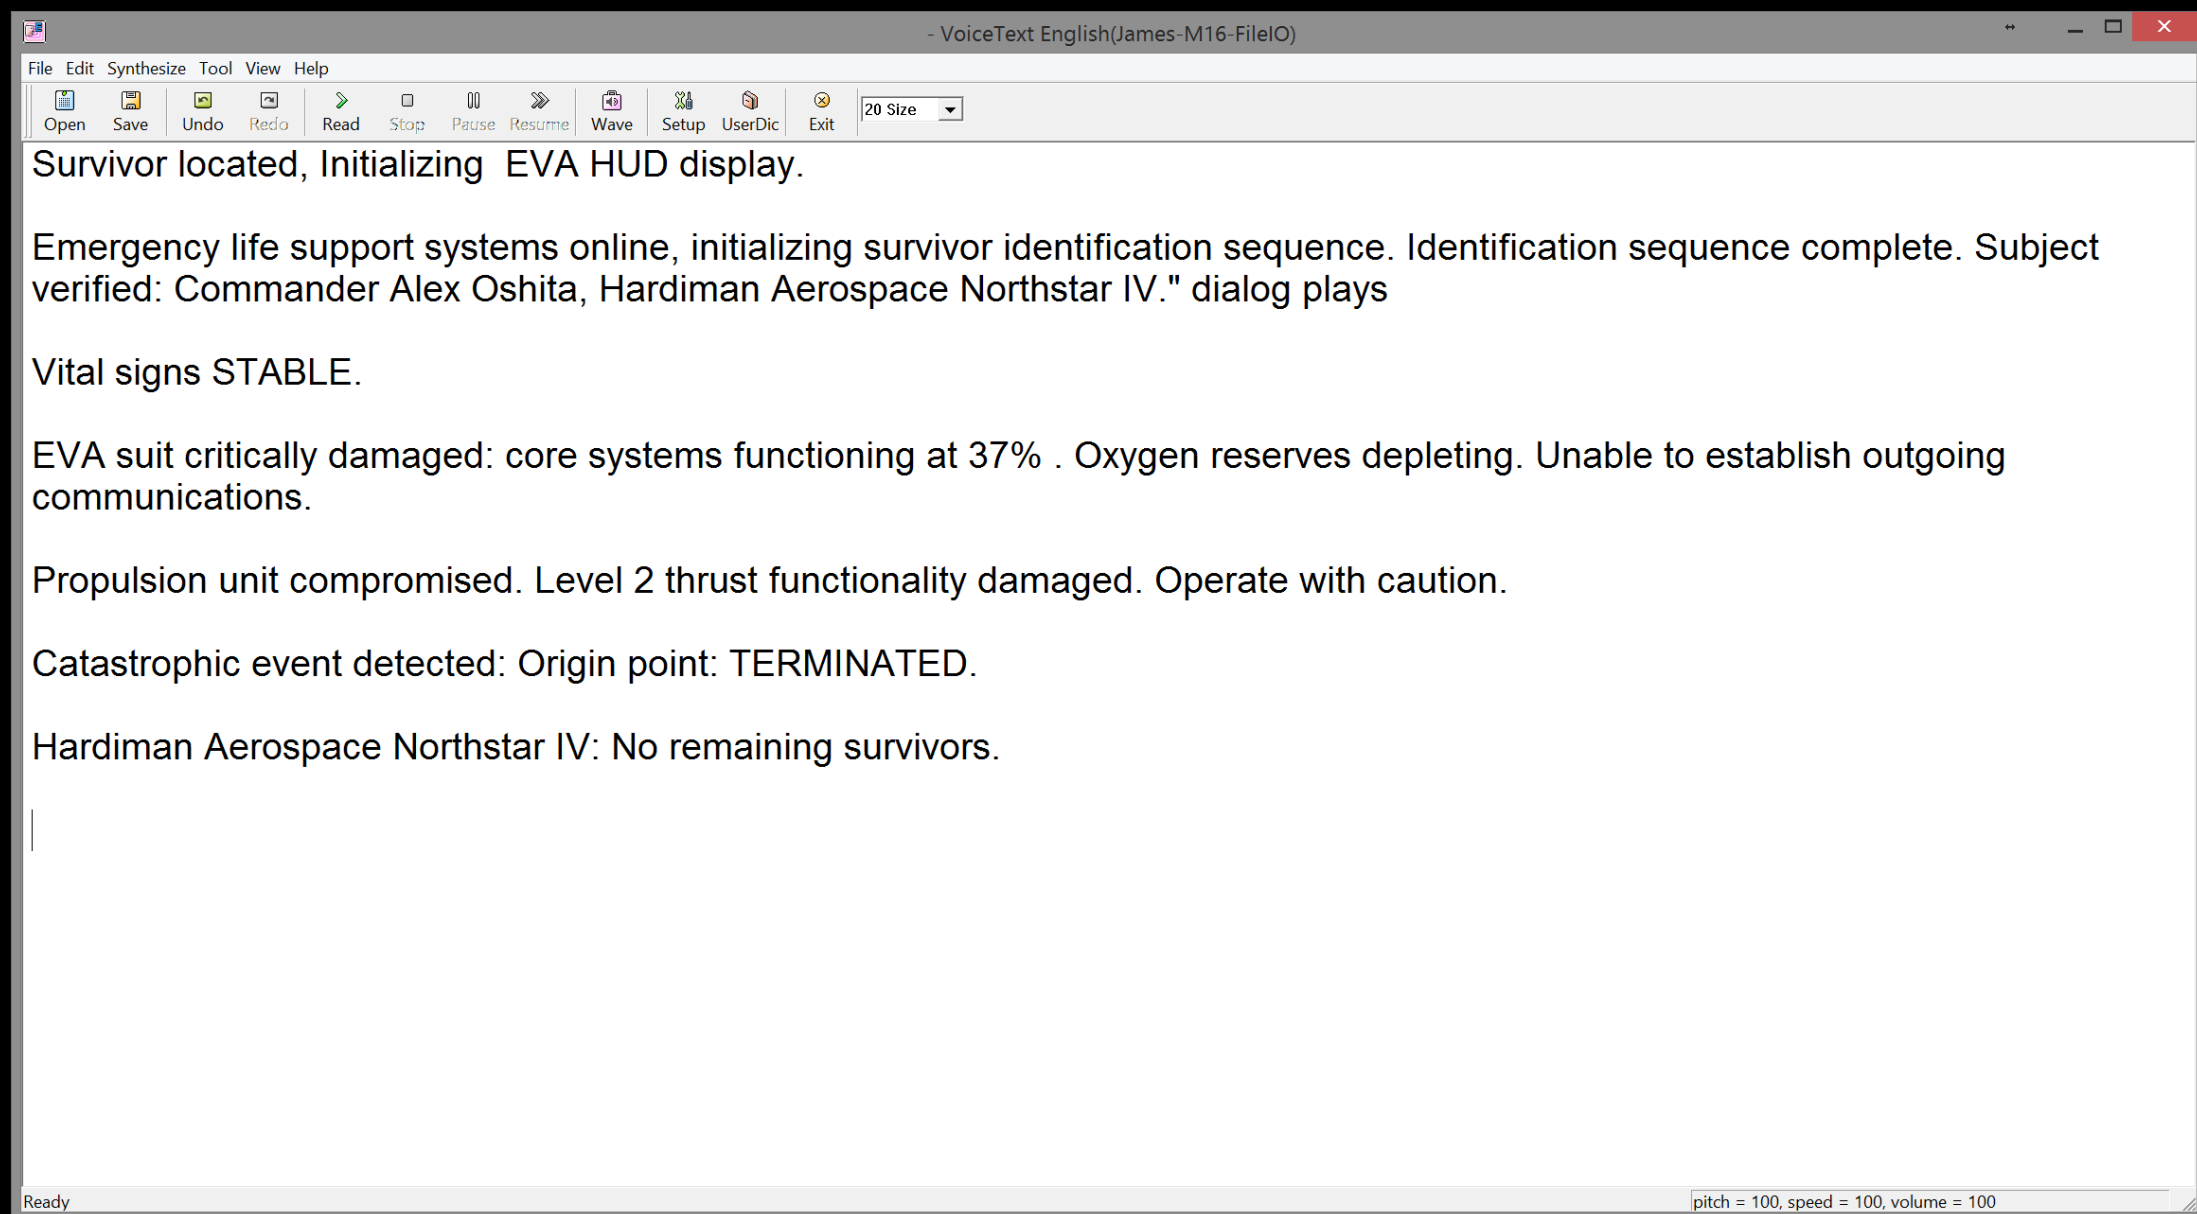 - VoiceText English(James-M16-FileIO)
File Edit Synthesize Tool View Help
Open Save Undo Redo Read Stop Pause Resume Wave Setup UserDic Exit 20 Size
Survivor located, Initializing  EVA HUD display.
Emergency life support systems online, initializing survivor identification sequence. Identification sequence complete. Subject
verified: Commander Alex Oshita, Hardiman Aerospace Northstar IV." dialog plays
Vital signs STABLE.
EVA suit critically damaged: core systems functioning at 37% . Oxygen reserves depleting. Unable to establish outgoing
communications.
Propulsion unit compromised. Level 2 thrust functionality damaged. Operate with caution.
Catastrophic event detected: Origin point: TERMINATED.
Hardiman Aerospace Northstar IV: No remaining survivors.
Ready pitch = 100, speed = 100, volume = 100